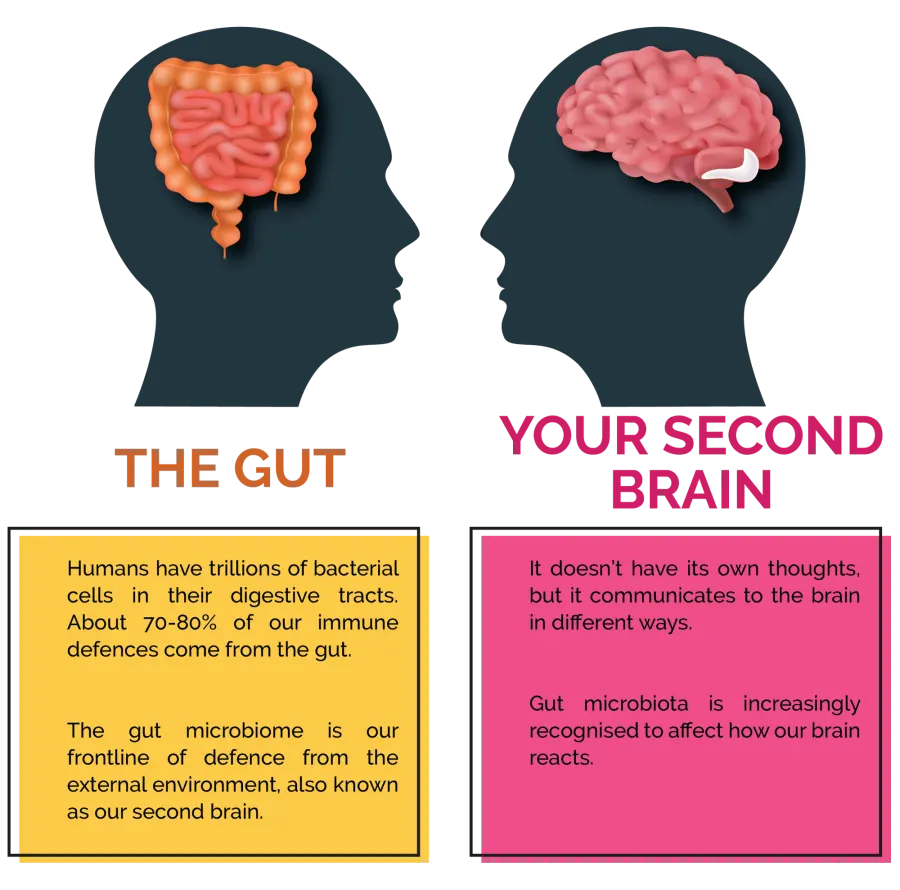 THE GUT
Humans have trillions of bacterial
cells in their digestive tracts.
About 70-80% of our immune
defences come from the gut.
The gut microbiome is our
frontline of defence from the
external environment, also known
as our second brain.
YOUR SECOND
BRAIN
It doesn't have its own thoughts,
but it communicates to the brain
in different ways.
Gut microbiota is increasingly
recognised to affect how our brain
reacts.